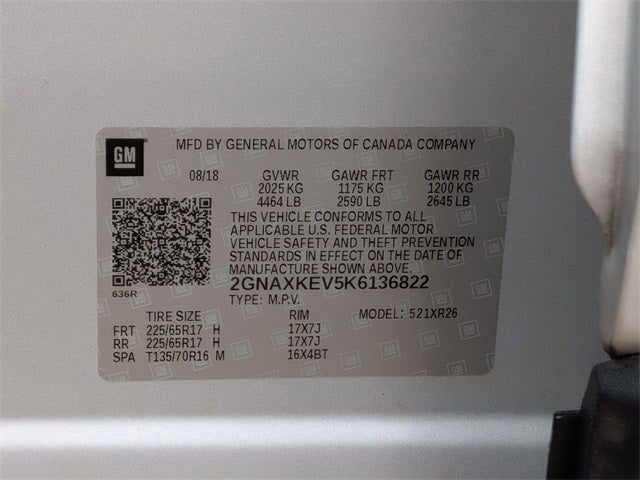 GM
MFD BY GENERAL MOTORS OF CANADA COMPANY
08/18 GVWR GAWR FRT GAWR RR
2025 KG 1175 KG 1200 KG
4464 LB 2590 LB 2645 LB
THIS VEHICLE CONFORMS TO ALL
APPLICABLE U.S. FEDERAL MOTOR
VEHICLE SAFETY AND THEFT PREVENTION
STANDARDS IN EFFECT ON THE DATE OF
MANUFACTURE SHOWN ABOVE.
2GNAXKEV5K6136822
636R
TYPE: M.P.V.
TIRE SIZE RIM MODEL: 521XR26
FRT 225/65R17 H 17X7J
RR 225/65R17 H 17X7J
SPA T135/70R16 M 16X4BT